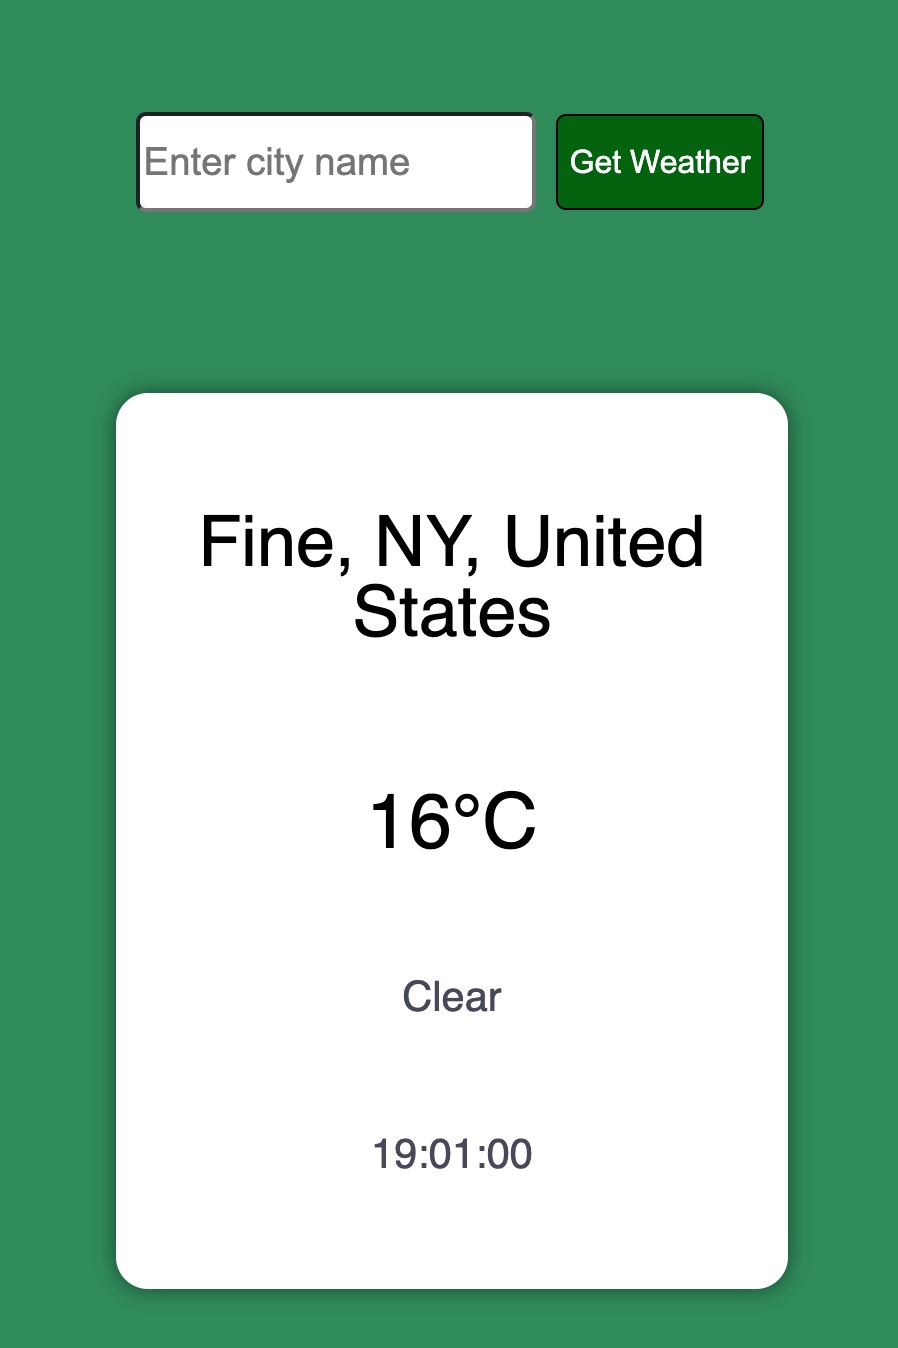 Enter city name
Get Weather
Fine, NY, United
States
16°C
Clear
19:01:00